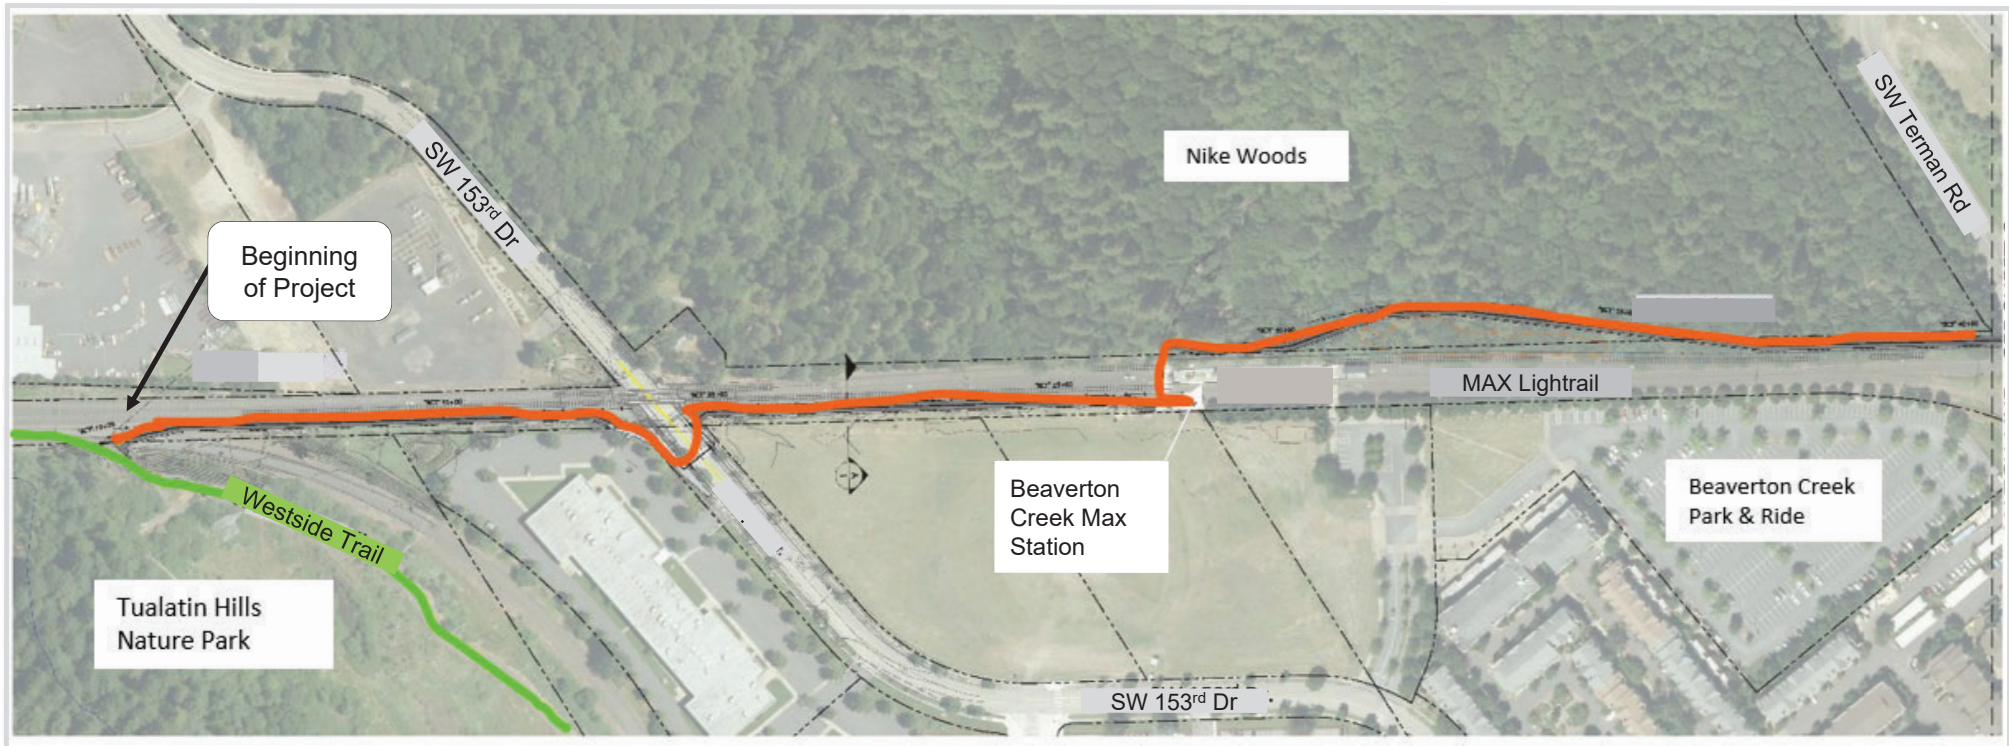 Nike Woods
SW Terman Rd
SW 153rd Dr
Beginning
of Project
MAX Lightrail
Beaverton
Creek Max
Station
Beaverton Creek
Park & Ride
Westside Trail
Tualatin Hills
Nature Park
SW 153rd Dr